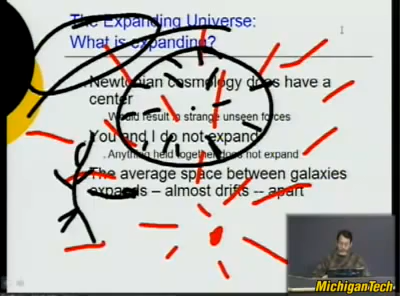 The Expanding Universe:
What is expanding?
Newtonian cosmology does have a
center
Would result in strange unseen forces
You and I do not expand
Anything held together does not expand
The average space between galaxies
expands – almost drifts -- apart
MichiganTech